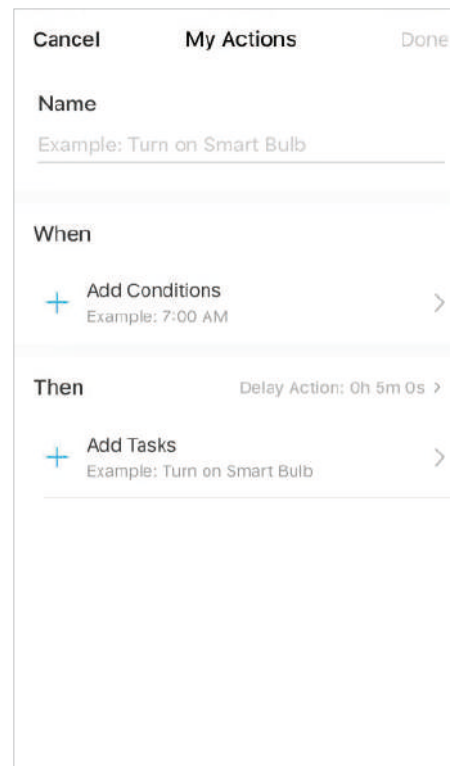 Cancel My Actions Done
Name
Example: Turn on Smart Bulb
When
Add Conditions
Example: 7:00 AM
Then Delay Action: 0h 5m 0s >
Add Tasks
Example: Turn on Smart Bulb